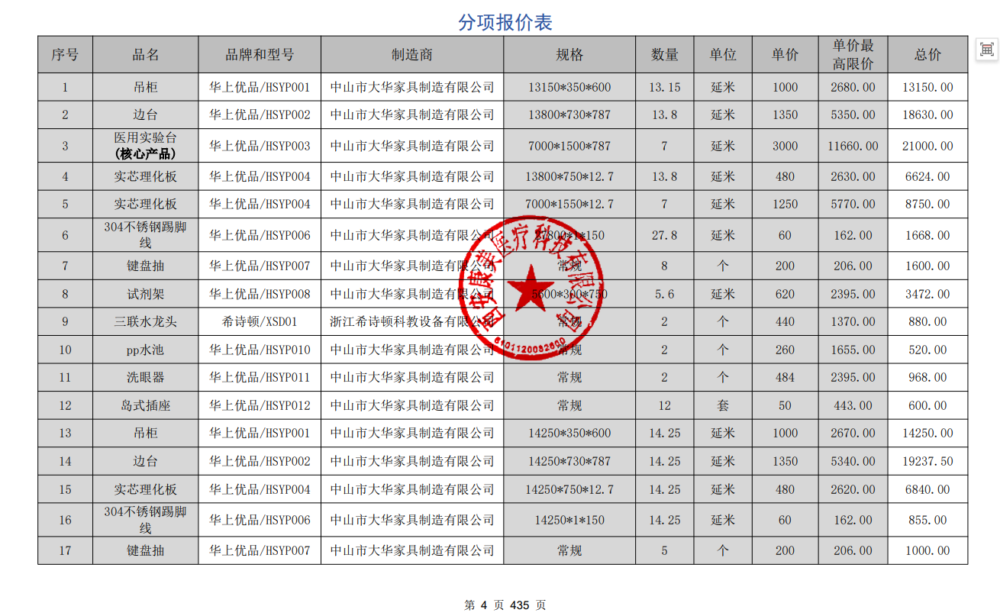 分项报价表
序号 品名 品牌和型号 制造商 规格 数量 单位 单价 单价最高限价 总价
1 吊柜 华上优品/HSYP001 中山市大华家具制造有限公司 13150*350*600 13.15 延米 1000 2680.00 13150.00
2 边台 华上优品/HSYP002 中山市大华家具制造有限公司 13800*730*787 13.8 延米 1350 5350.00 18630.00
3 医用实验台(核心产品) 华上优品/HSYP003 中山市大华家具制造有限公司 7000*1500*787 7 延米 3000 11660.00 21000.00
4 实芯理化板 华上优品/HSYP004 中山市大华家具制造有限公司 13800*750*12.7 13.8 延米 480 2630.00 6624.00
5 实芯理化板 华上优品/HSYP004 中山市大华家具制造有限公司 7000*1550*12.7 7 延米 1250 5770.00 8750.00
6 304不锈钢踢脚线 华上优品/HSYP006 中山市大华家具制造有限公司 27800*1*150 27.8 延米 60 162.00 1668.00
7 键盘抽 华上优品/HSYP007 中山市大华家具制造有限公司 常规 8 个 200 206.00 1600.00
8 试剂架 华上优品/HSYP008 中山市大华家具制造有限公司 5600*300*750 5.6 延米 620 2395.00 3472.00
9 三联水龙头 希诗顿/XSD01 浙江希诗顿科教设备有限公司 常规 2 个 440 1370.00 880.00
10 pp水池 华上优品/HSYP010 中山市大华家具制造有限公司 常规 2 个 260 1655.00 520.00
11 洗眼器 华上优品/HSYP011 中山市大华家具制造有限公司 常规 2 个 484 2395.00 968.00
12 岛式插座 华上优品/HSYP012 中山市大华家具制造有限公司 常规 12 套 50 443.00 600.00
13 吊柜 华上优品/HSYP001 中山市大华家具制造有限公司 14250*350*600 14.25 延米 1000 2670.00 14250.00
14 边台 华上优品/HSYP002 中山市大华家具制造有限公司 14250*730*787 14.25 延米 1350 5340.00 19237.50
15 实芯理化板 华上优品/HSYP004 中山市大华家具制造有限公司 14250*750*12.7 14.25 延米 480 2620.00 6840.00
16 304不锈钢踢脚线 华上优品/HSYP006 中山市大华家具制造有限公司 14250*1*150 14.25 延米 60 162.00 855.00
17 键盘抽 华上优品/HSYP007 中山市大华家具制造有限公司 常规 5 个 200 206.00 1000.00
西安康美医疗科技有限公司
6101120032600
第 4 页 435 页